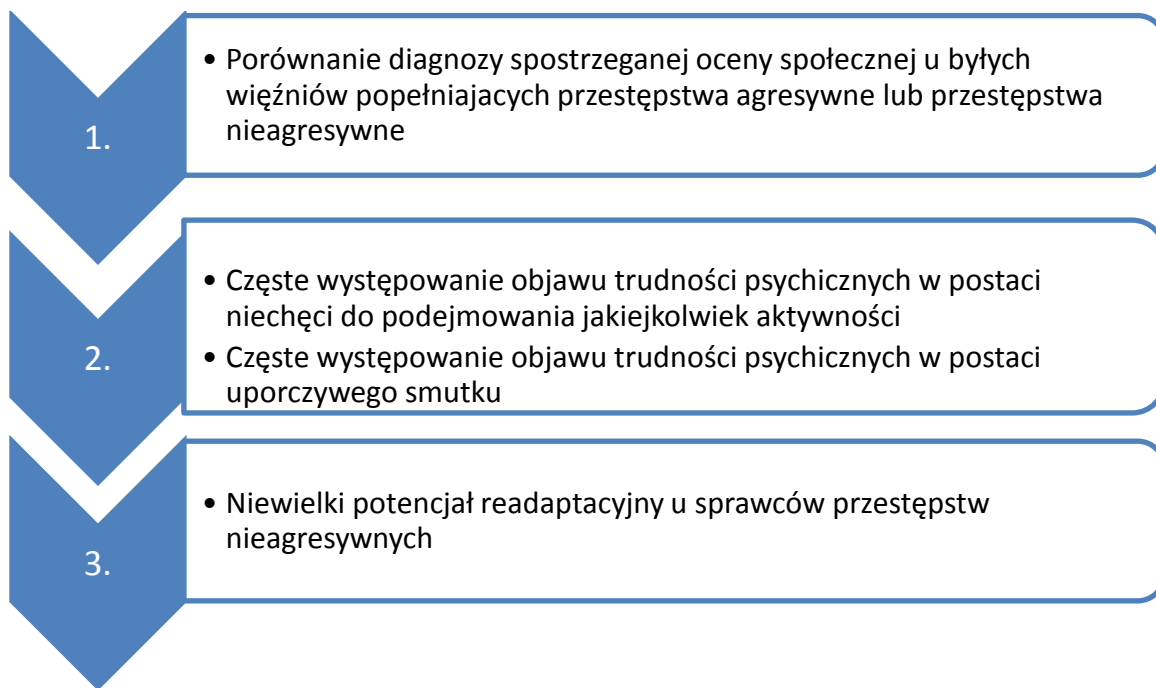 1.
• Porównanie diagnozy spostrzeganej oceny społecznej u byłych
więźniów popełniajacych przestępstwa agresywne lub przestępstwa
nieagresywne
2.
• Częste występowanie objawu trudności psychicznych w postaci
niechęci do podejmowania jakiejkolwiek aktywności
• Częste występowanie objawu trudności psychicznych w postaci
uporczywego smutku
3.
• Niewielki potencjał readaptacyjny u sprawców przestępstw
nieagresywnych